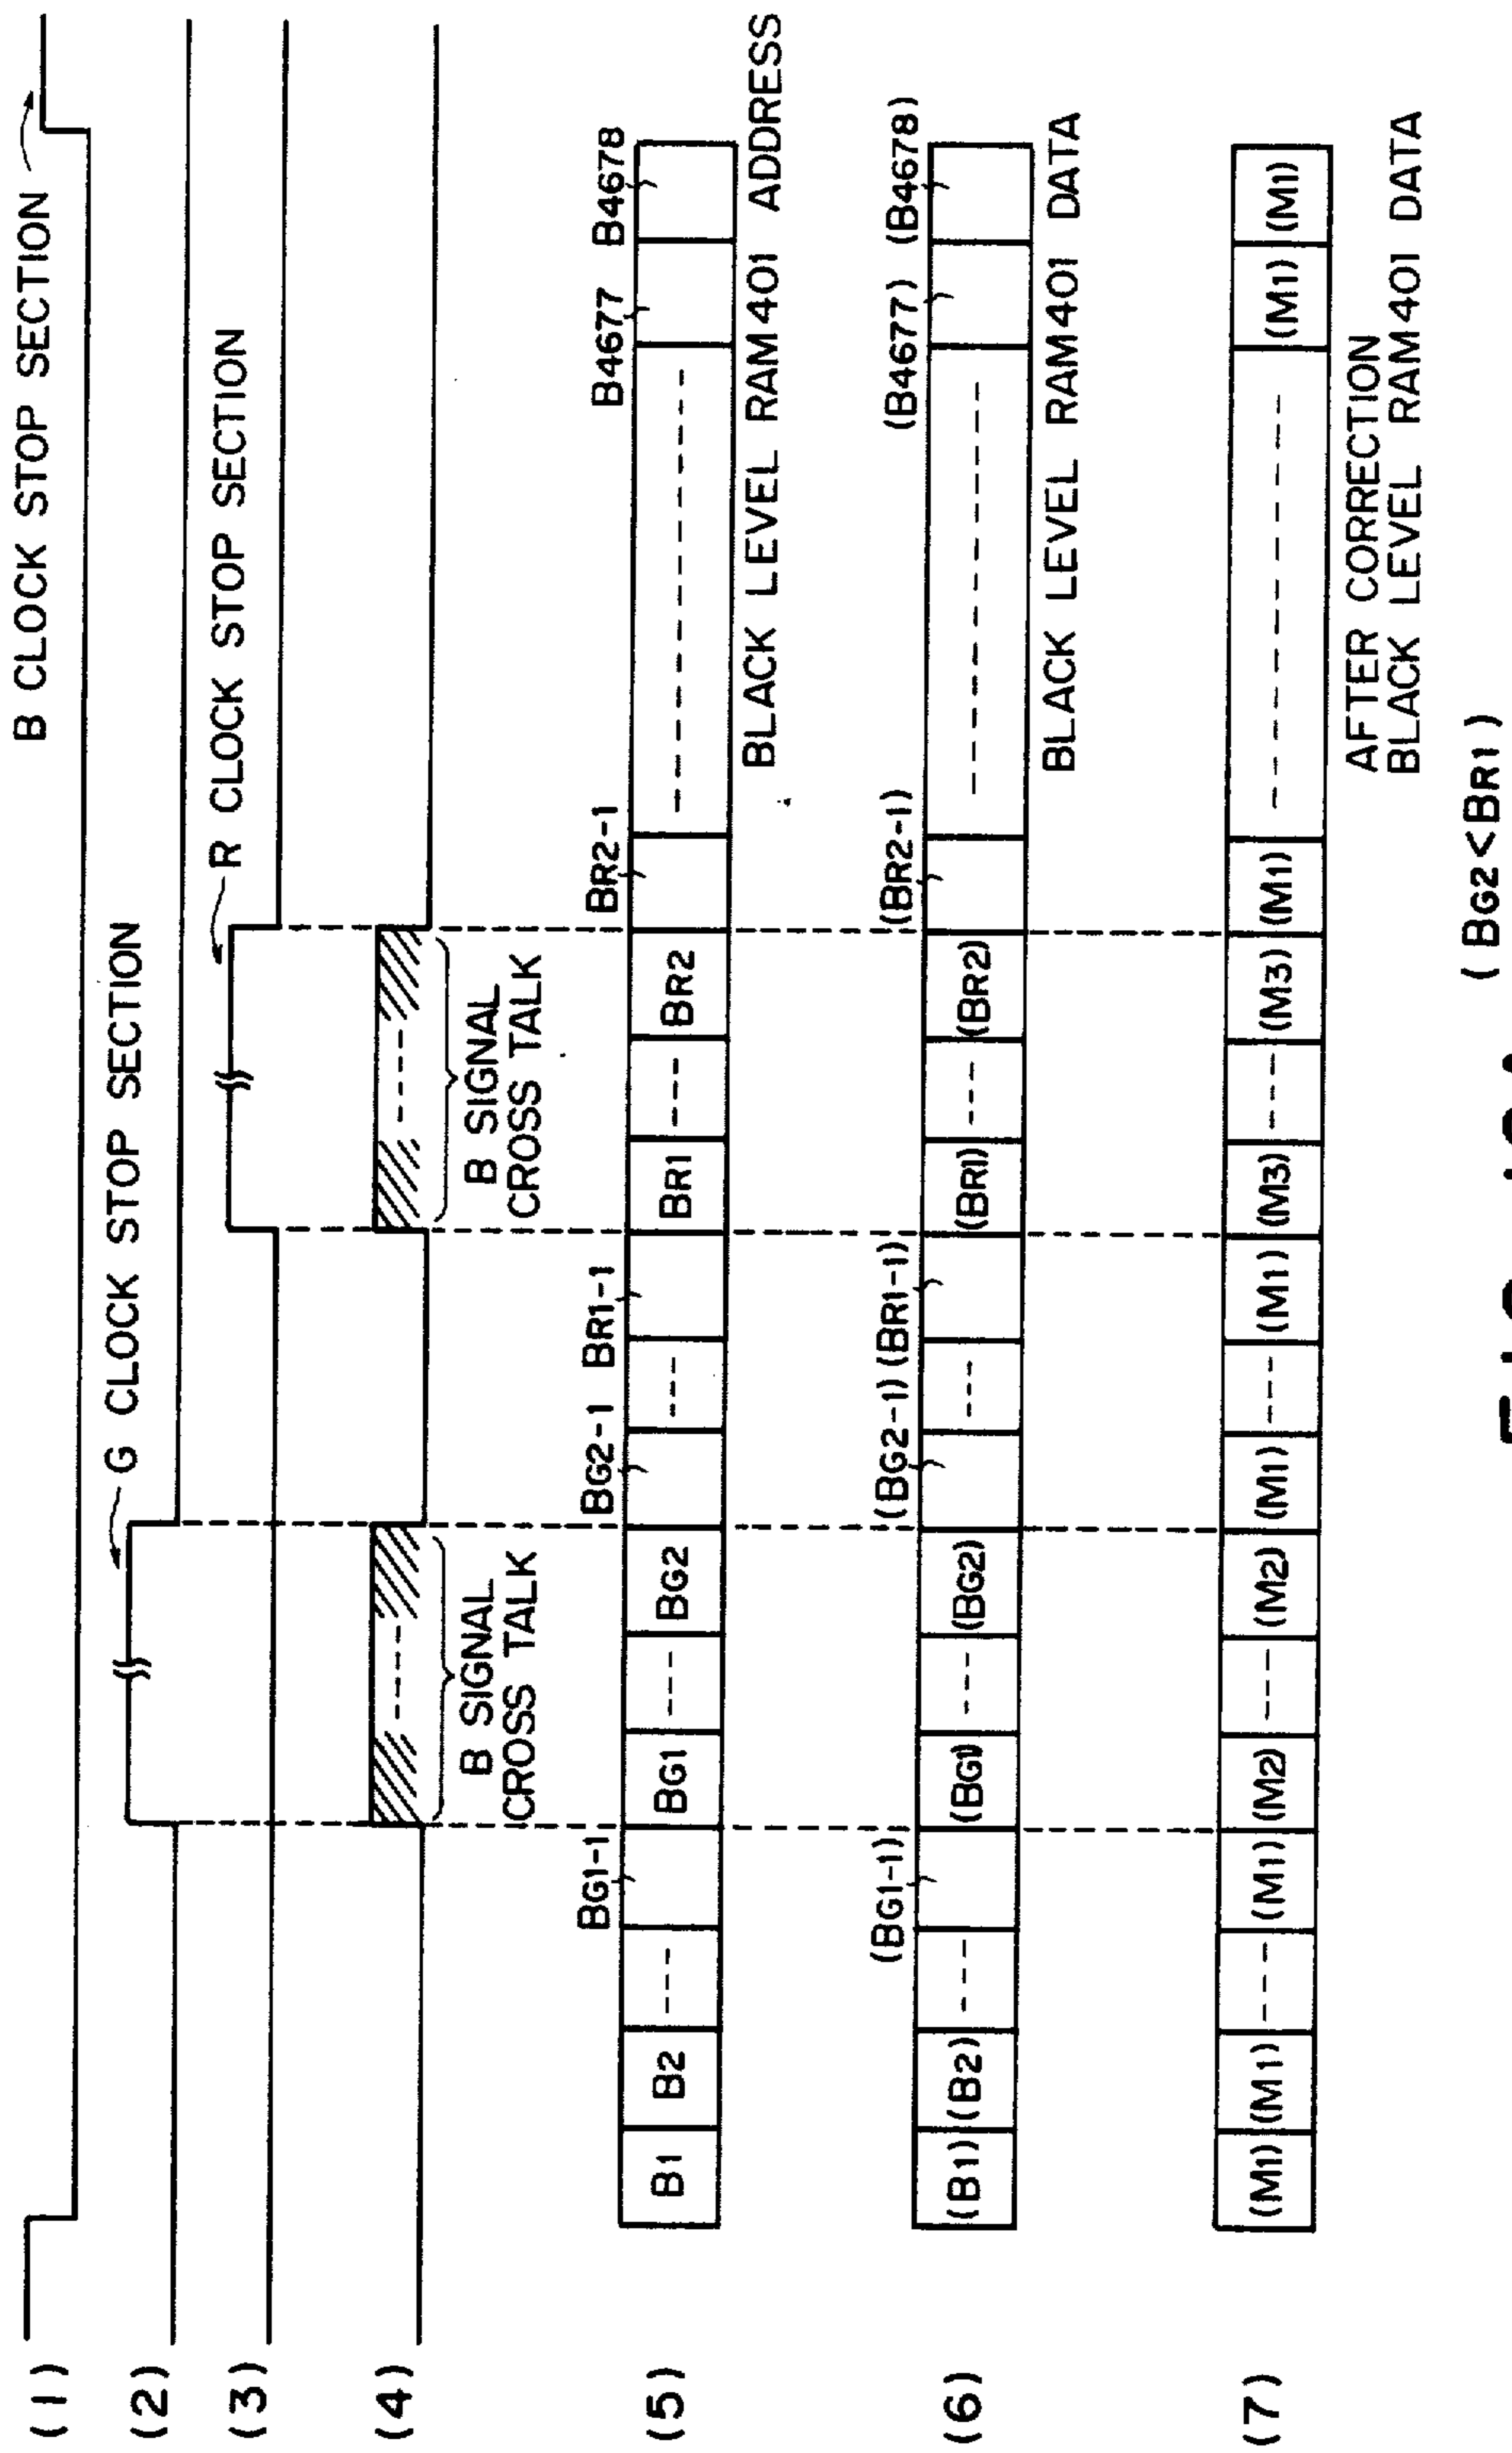 (1)
B CLOCK STOP SECTION
(2)
G CLOCK STOP SECTION
(3)
R CLOCK STOP SECTION
(4)
B SIGNAL
CROSS TALK
B SIGNAL
CROSS TALK
BG1-1 BG2-1 BR1-1 BR2-1 B4677 B4678
(5) B1 B2 ---- BG1 ---- BG2 --- BR1 --- BR2
BLACK LEVEL RAM401 ADDRESS
(BG1-1) (BG2-1) (BR1-1) (BR2-1) (B4677) (B4678)
(6) (B1) (B2) ---- (BG1) ---- (BG2) --- (BR1) --- (BR2)
BLACK LEVEL RAM401 DATA
(7) (M1) (M1) --- (M1) (M2) ---- (M2) (M1) ---- (M1) (M3) --- (M3) (M1) (M1) (M1)
AFTER CORRECTION
BLACK LEVEL RAM401 DATA
(BG2<BR1)